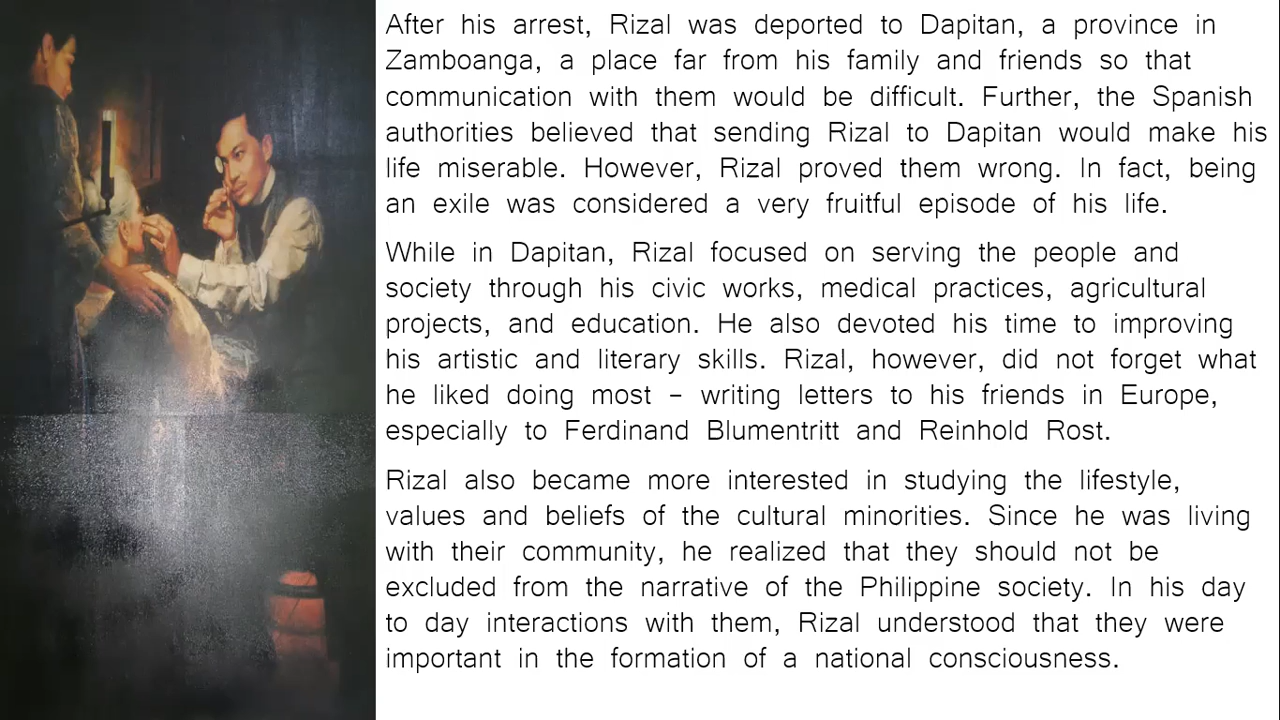 After his arrest, Rizal was deported to Dapitan, a province in
Zamboanga, a place far from his family and friends so that
communication with them would be difficult. Further, the Spanish
authorities believed that sending Rizal to Dapitan would make his
life miserable. However, Rizal proved them wrong. In fact, being
an exile was considered a very fruitful episode of his life.
While in Dapitan, Rizal focused on serving the people and
society through his civic works, medical practices, agricultural
projects, and education. He also devoted his time to improving
his artistic and literary skills. Rizal, however, did not forget what
he liked doing most – writing letters to his friends in Europe,
especially to Ferdinand Blumentritt and Reinhold Rost.
Rizal also became more interested in studying the lifestyle,
values and beliefs of the cultural minorities. Since he was living
with their community, he realized that they should not be
excluded from the narrative of the Philippine society. In his day
to day interactions with them, Rizal understood that they were
important in the formation of a national consciousness.